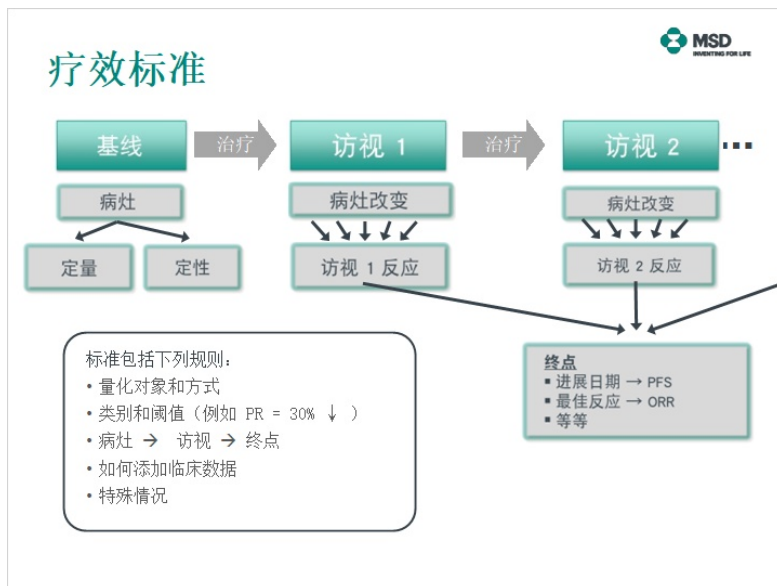 MSD
INVENTING FOR LIFE
疗效标准
基线
治疗
访视 1
治疗
访视 2
...
病灶
病灶改变
病灶改变
定量
定性
访视 1 反应
访视 2 反应
标准包括下列规则：
• 量化对象和方式
• 类别和阈值（例如 PR = 30% ↓ ）
• 病灶 → 访视 → 终点
• 如何添加临床数据
• 特殊情况
终点
▪ 进展日期 → PFS
▪ 最佳反应 → ORR
▪ 等等